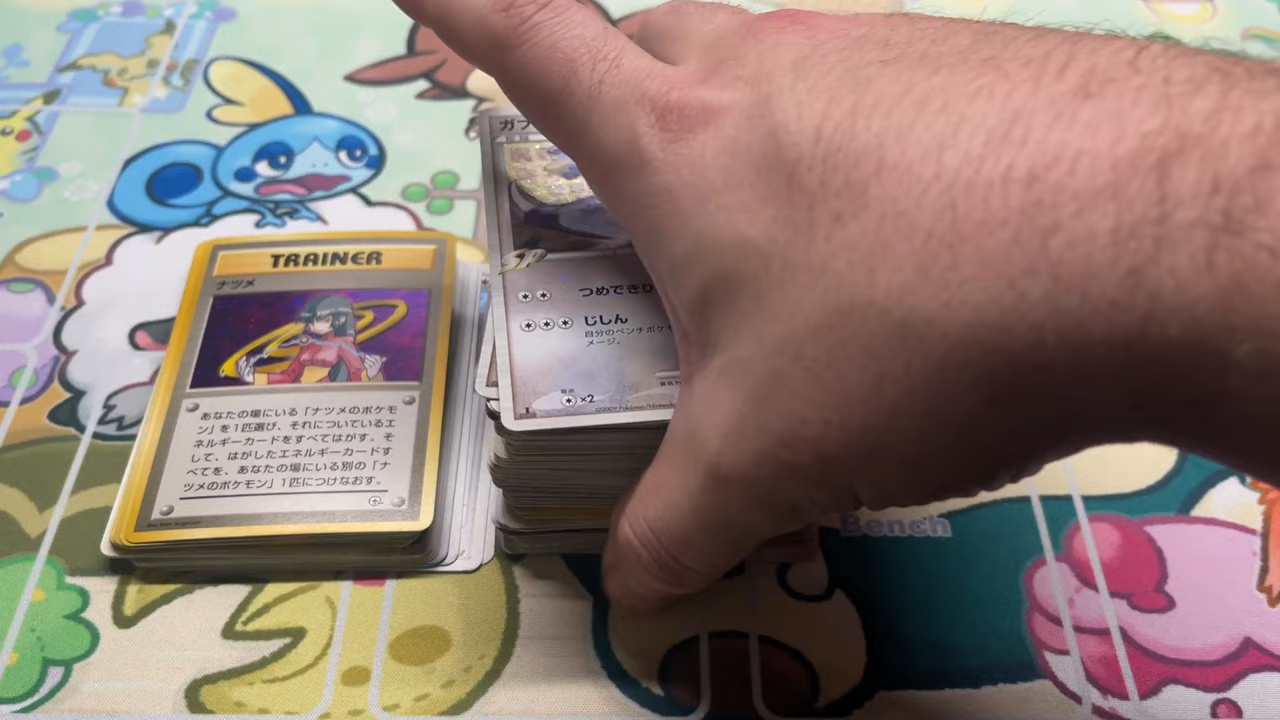 TRAINER
ナツメ
あなたの場にいる「ナツメのポケモ
ン」を1匹選び、それについているエ
ネルギーカードをすべてはがす。そ
して、はがしたエネルギーカードす
べてを、あなたの場にいる別の「ナ
ツメのポケモン」1匹につけなおす。
ガブ
SP
つめできり
じしん
自分のベンチポケモ
メージ。
弱点
×2
©2009 Pokémon/Nintendo
Bench